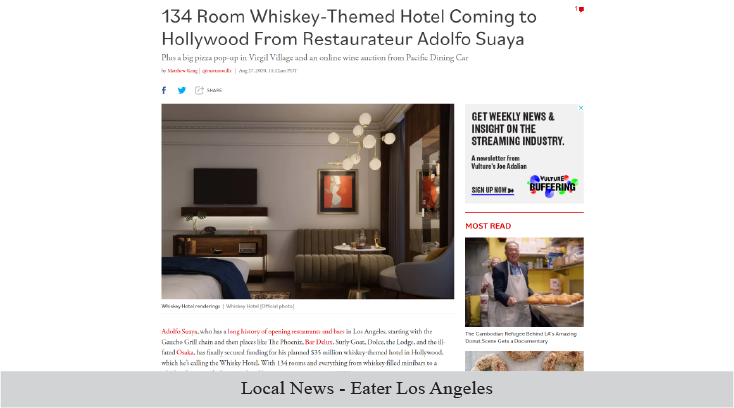 134 Room Whiskey-Themed Hotel Coming to
Hollywood From Restaurateur Adolfo Suaya
1
Plus a big pizza pop-up in Virgil Village and an online wine auction from Pacific Dining Car
by Matthew Kang | @mattatouille | Aug 27, 2020, 10:22am PDT
SHARE
GET WEEKLY NEWS &
INSIGHT ON THE
STREAMING INDUSTRY.
A newsletter from
Vulture's Joe Adalian
SIGN UP NOW
VULTURE
BUFFERING
MOST READ
Whiskey Hotel renderings | Whiskey Hotel [Official photo]
Adolfo Suaya, who has a long history of opening restaurants and bars in Los Angeles, starting with the
Gaucho Grill chain and then places like The Phoenix, Bar Delux, Surly Goat, Dolce, the Lodge, and the ill-
fated Osaka, has finally secured funding for his planned $35 million whiskey-themed hotel in Hollywood,
which he's calling the Whisky Hotel. With 134 rooms and everything from whiskey-filled minibars to a
The Cambodian Refugee Behind LA's Amazing
Donut Scene Gets a Documentary
Local News - Eater Los Angeles